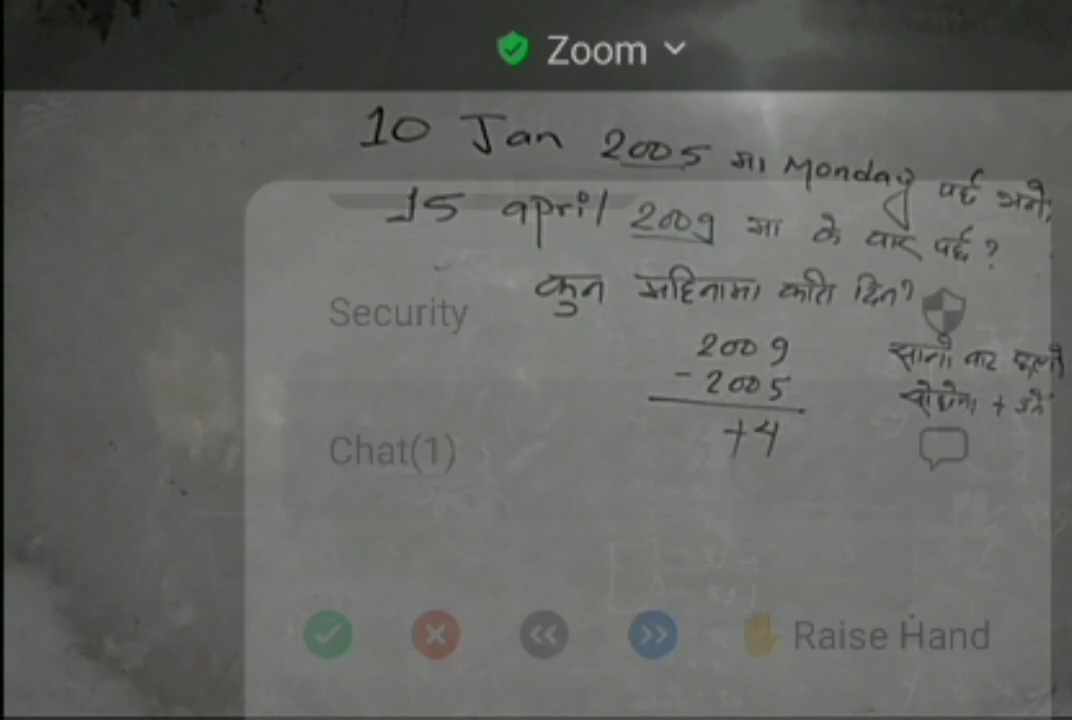 Zoom
10 Jan 2005 मा Monday पर्छ भने,
15 april 2009 मा के वार पर्छ?
कुन महिनामा कति दिन?
Security
2009
- 2005
+4
सानो बाट ठूलो
सोधेमा +
Chat(1)
Raise Hand